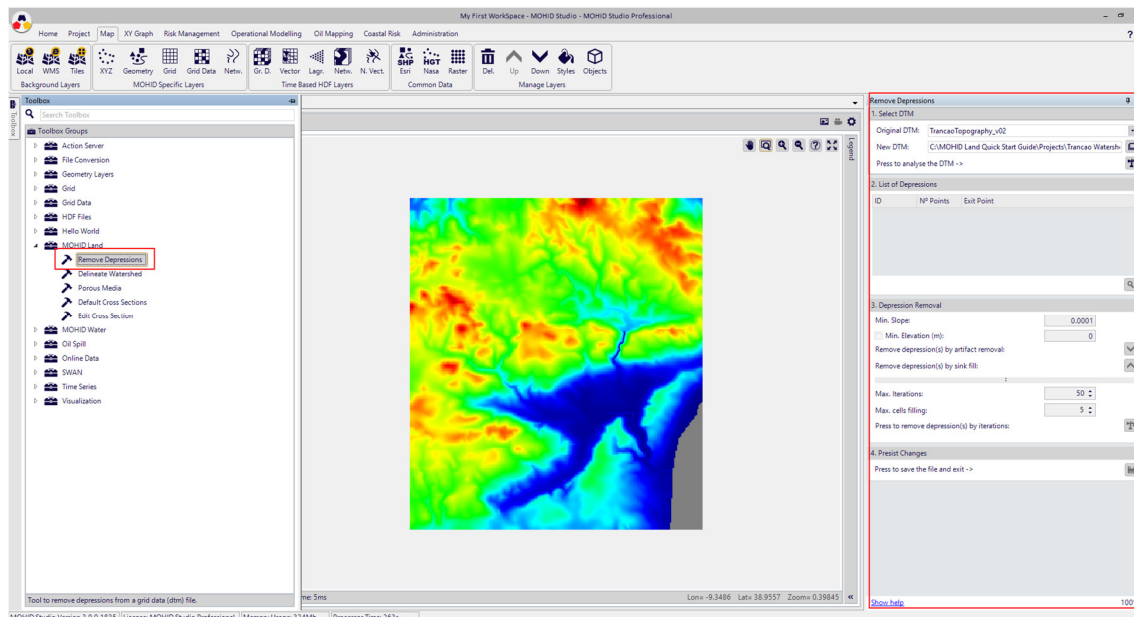 My First WorkSpace - MOHID Studio - MOHID Studio Professional
Home Project Map XY Graph Risk Management Operational Modelling Oil Mapping Coastal Risk Administration
?
Local WMS Tiles XYZ Geometry Grid Grid Data Netw. Gr. D. Vector Lagr. Netw. N. Vect. Esri Nasa Raster Del. Up Down Styles Objects
SHP HGT
Background Layers MOHID Specific Layers Time Based HDF Layers Common Data Manage Layers
Toolbox
Toolbox
Search Toolbox
Toolbox Groups
Action Server
File Conversion
Geometry Layers
Grid
Grid Data
HDF Files
Hello World
MOHID Land
Remove Depressions
Delineate Watershed
Porous Media
Default Cross Sections
Edit Cross Section
MOHID Water
Oil Spill
Online Data
SWAN
Time Series
Visualization
Tool to remove depressions from a grid data (dtm) file.
Legend
me: 5ms
Lon= -9.3486 Lat= 38.9557 Zoom= 0.39845
Remove Depressions
1. Select DTM
Original DTM: TrancaoTopography_v02
New DTM: C:\MOHID Land Quick Start Guide\Projects\Trancao Watersh
Press to analyse the DTM ->
2. List of Depressions
ID Nº Points Exit Point
3. Depression Removal
Min. Slope: 0.0001
Min. Elevation (m): 0
Remove depression(s) by artifact removal:
Remove depression(s) by sink fill:
Max. Iterations: 50
Max. cells filling: 5
Press to remove depression(s) by iterations:
4. Presist Changes
Press to save the file and exit ->
Show help
100%